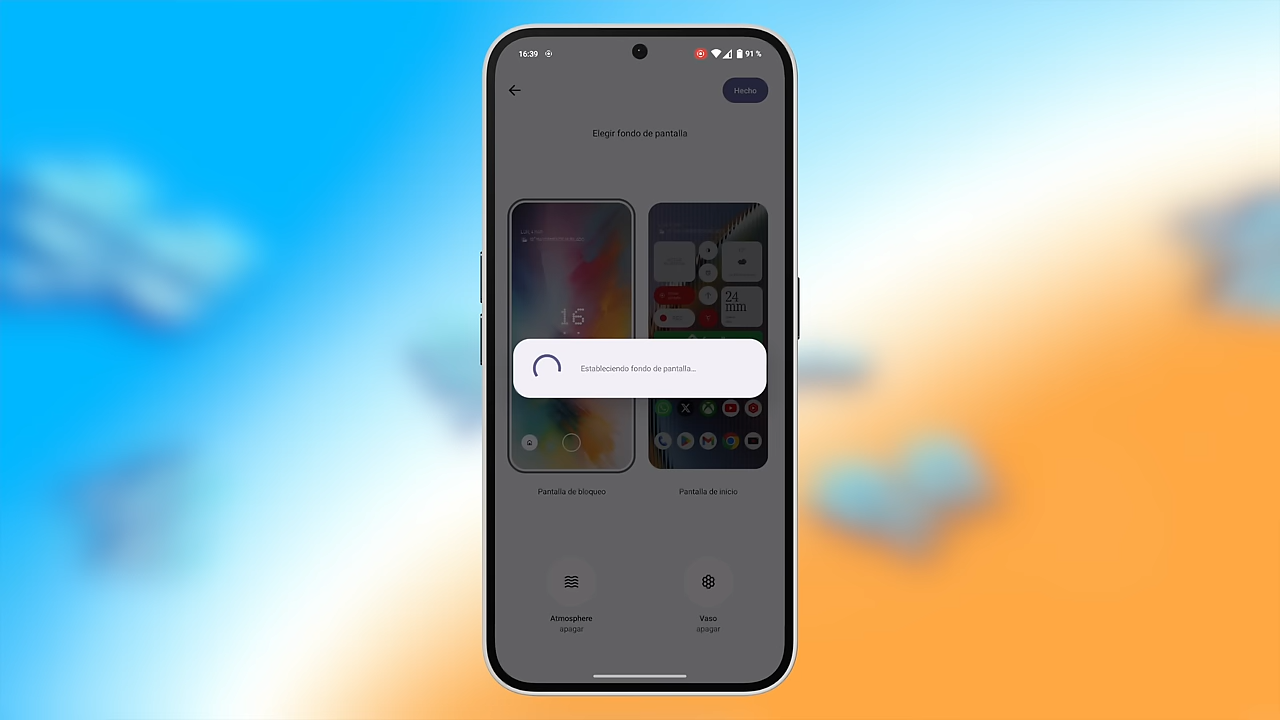 16:39
91 %
Hecho
Elegir fondo de pantalla
16
24
mm
Estableciendo fondo de pantalla...
X
Pantalla de bloqueo
Pantalla de inicio
Atmosphere
apagar
Vaso
apagar